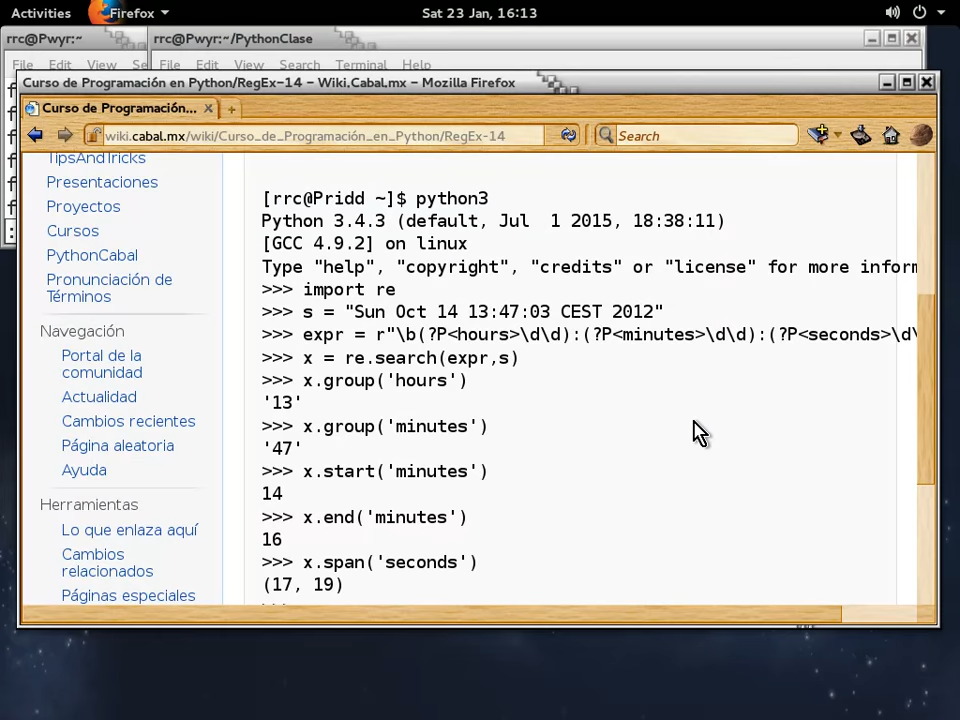 Activities Firefox Sat 23 Jan, 16:13
rrc@Pwyr:~ rrc@Pwyr:~/PythonClase
File Edit View Se File Edit View Search Terminal Help
Curso de Programación en Python/RegEx-14 – Wiki.Cabal.mx – Mozilla Firefox
Curso de Programación...
wiki.cabal.mx/wiki/Curso_de_Programación_en_Python/RegEx-14 Search
TipsAndTricks
Presentaciones
Proyectos
Cursos
PythonCabal
Pronunciación de
Términos
Navegación
Portal de la
comunidad
Actualidad
Cambios recientes
Página aleatoria
Ayuda
Herramientas
Lo que enlaza aquí
Cambios
relacionados
Páginas especiales
[rrc@Pridd ~]$ python3
Python 3.4.3 (default, Jul  1 2015, 18:38:11)
[GCC 4.9.2] on linux
Type "help", "copyright", "credits" or "license" for more inform
>>> import re
>>> s = "Sun Oct 14 13:47:03 CEST 2012"
>>> expr = r"\b(?P<hours>\d\d):(?P<minutes>\d\d):(?P<seconds>\d\
>>> x = re.search(expr,s)
>>> x.group('hours')
'13'
>>> x.group('minutes')
'47'
>>> x.start('minutes')
14
>>> x.end('minutes')
16
>>> x.span('seconds')
(17, 19)